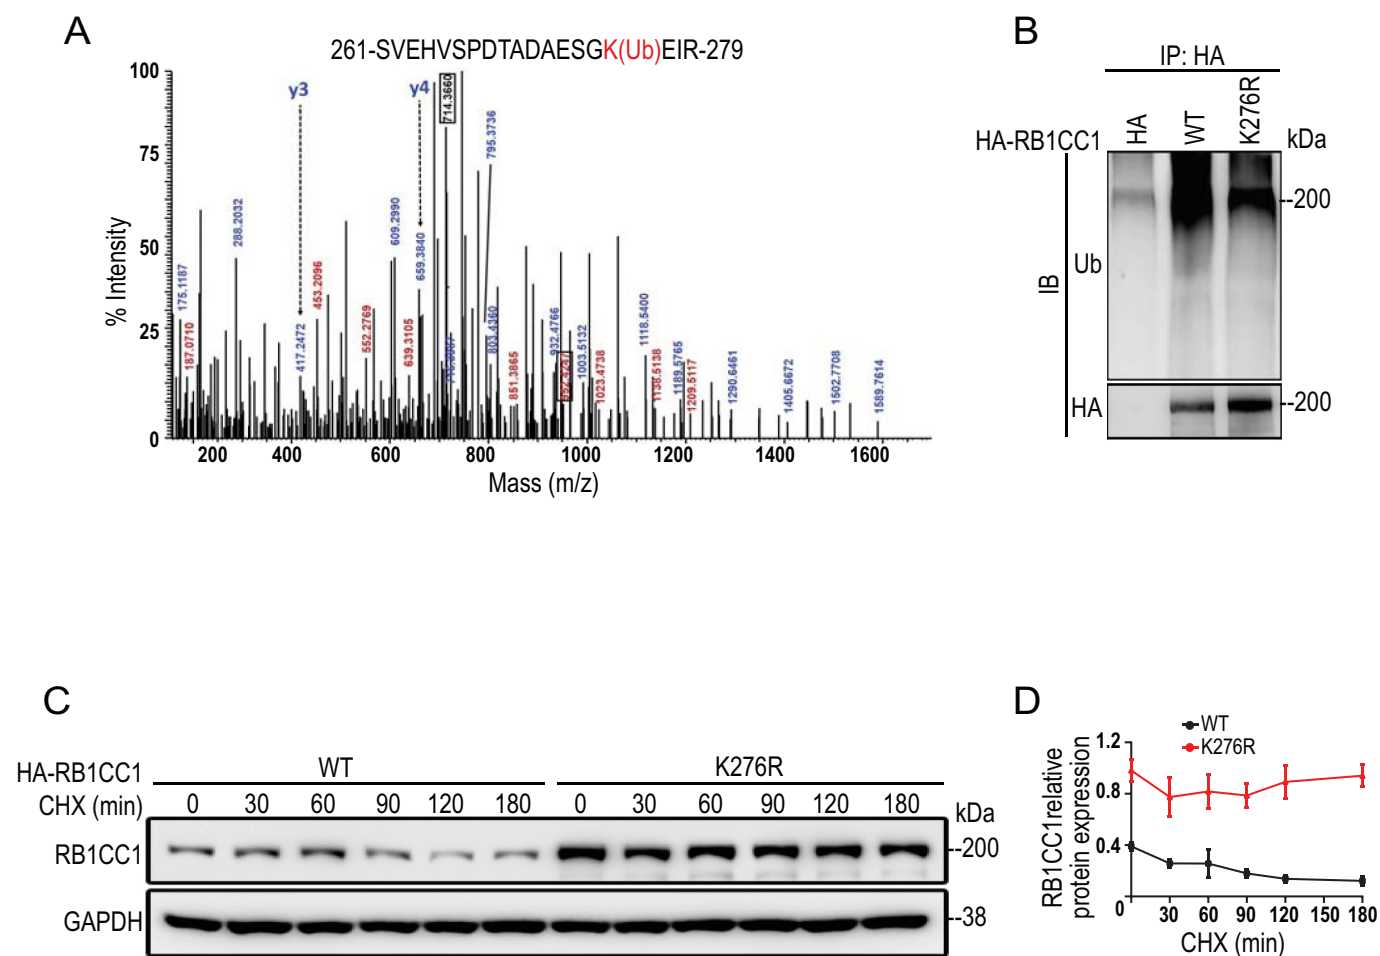 A
261-SVEHVSPDTADAESGK(Ub)EIR-279
100
75
50
25
0
% Intensity
y3
y4
175.1187
187.0710
288.2032
417.2472
453.2096
552.2769
609.2990
639.3105
659.3840
714.3660
795.3736
803.4360
851.3865
932.4766
952.4247
1003.5132
1023.4738
1118.5400
1138.5138
1189.5765
1209.5117
1290.6461
1405.6672
1502.7708
1589.7614
200 400 600 800 1000 1200 1400 1600
Mass (m/z)
B
IP: HA
HA-RB1CC1 HA WT K276R kDa
IB
Ub
--200
HA
--200
C
HA-RB1CC1 WT K276R
CHX (min) 0 30 60 90 120 180 0 30 60 90 120 180 kDa
RB1CC1 --200
GAPDH --38
D
WT
K276R
RB1CC1relative
protein expression
1.2
0.8
0.4
0 30 60 90 120 150 180
CHX (min)